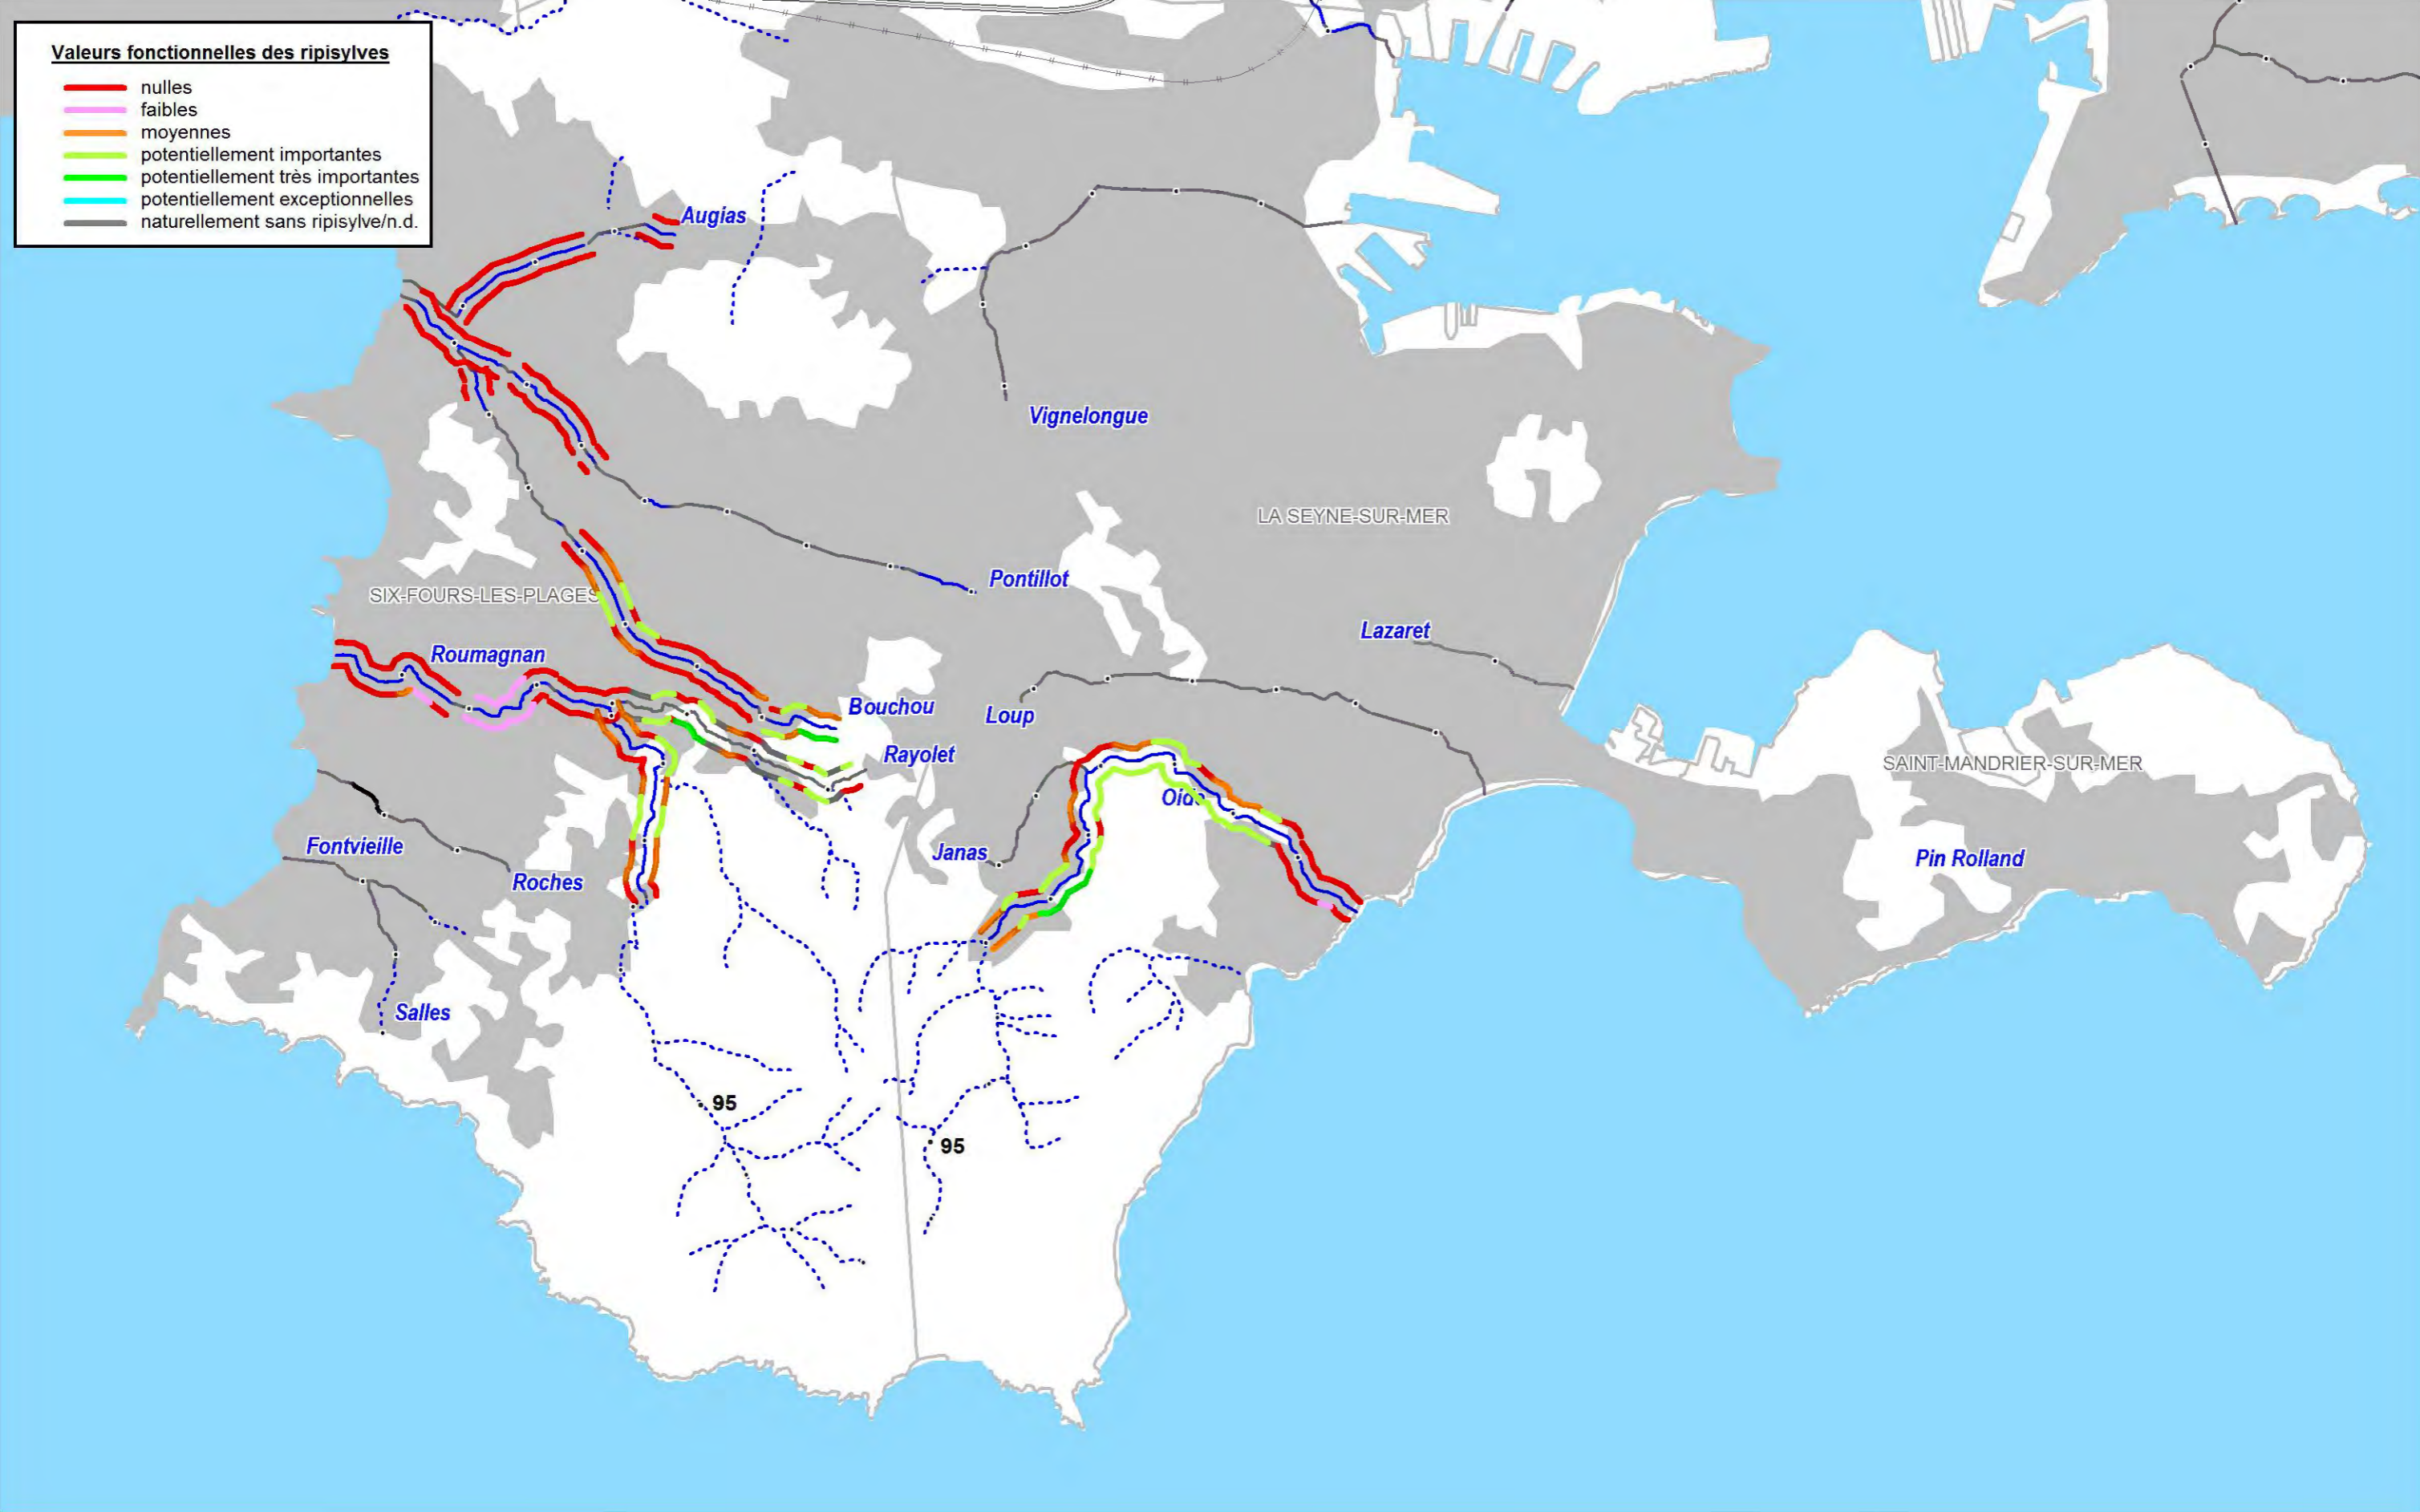 Valeurs fonctionnelles des ripisylves
nulles
faibles
moyennes
potentiellement importantes
potentiellement très importantes
potentiellement exceptionnelles
naturellement sans ripisylve/n.d.
Augias
Vignelongue
LA SEYNE-SUR-MER
Pontillot
SIX-FOURS-LES-PLAGES
Lazaret
Roumagnan
Bouchou
Loup
Rayolet
SAINT-MANDRIER-SUR-MER
Fontvieille
Janas
Pin Rolland
Roches
Salles
95
95